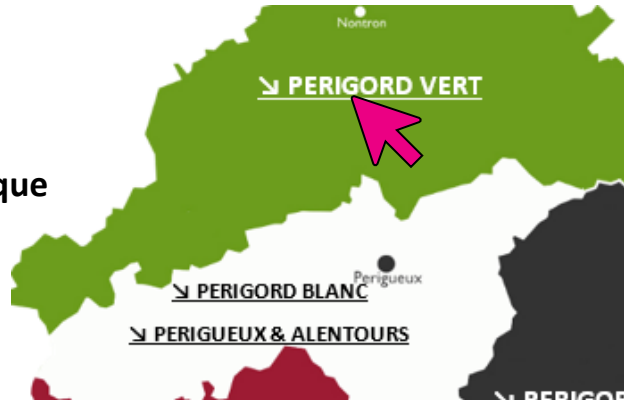 Nontron
↘ PERIGORD VERT
que
Perigueux
↘ PERIGORD BLANC
↘ PERIGUEUX & ALENTOURS
↘ PERIGOR